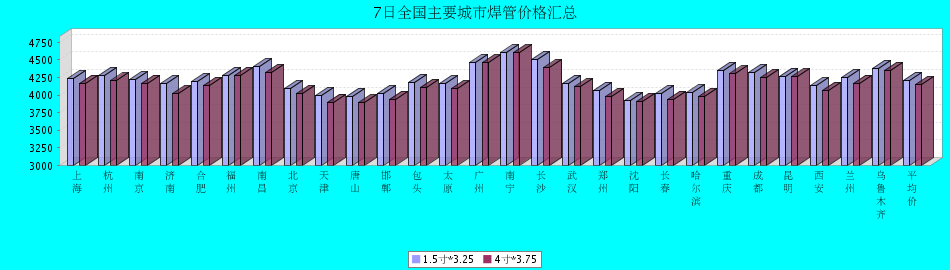 7日全国主要城市焊管价格汇总
4750
4500
4250
4000
3750
3500
3250
3000
上海
杭州
南京
济南
合肥
福州
南昌
北京
天津
唐山
邯郸
包头
太原
广州
南宁
长沙
武汉
郑州
沈阳
长春
哈尔滨
重庆
成都
昆明
西安
兰州
乌鲁木齐
平均价
1.5寸*3.25
4寸*3.75